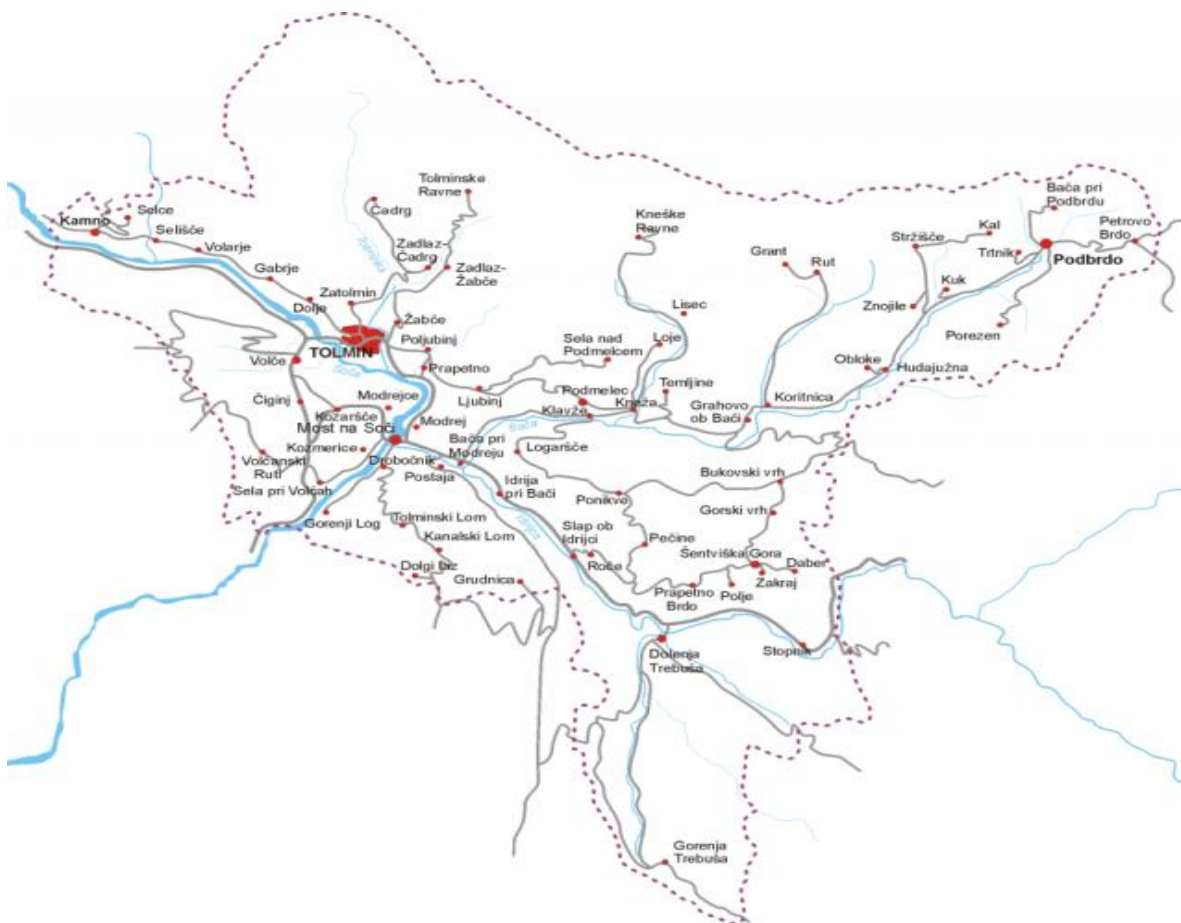 Tolminske
Ravne
Bača pri
Podbrdu
Selce
Kamno
Čadrg
Kneške
Ravne
Petrovo
Brdo
Selišče
Kal
Stržišče
Volarje
Tolminka
Zadlaz-
Čadrg
Grant
Rut
Trtnik
Podbrdo
Gabrje
Zadlaz-
Žabče
Zatolmin
Kuk
Dolje
Lisec
Znojile
Žabče
Porezen
Poljubinj
Sela nad
Podmelcem
Loje
TOLMIN
Volče
Soča
Prapetno
Obloke
Hudajužna
Temljine
Čiginj
Modrejce
Ljubinj
Podmelec
Kneža
Koritnica
Kozaršče
Klavže
Grahovo
ob Bači
Most na Soči
Modrej
Bača
Kozmerice
Bača pri
Modreju
Logaršče
Volčanski
Ruti
Drobočnik
Postaja
Bukovski vrh
Sela pri Volčah
Idrija
pri Bači
Ponikve
Gorenji Log
Tolminski Lom
Idrijca
Slap ob
Idrijci
Gorski vrh
Kanalski Lom
Pečine
Šentviška Gora
Dolgi laz
Grudnica
Roče
Daber
Zakraj
Prapetno
Brdo
Polje
Dolenja
Trebuša
Stopnik
Gorenja
Trebuša